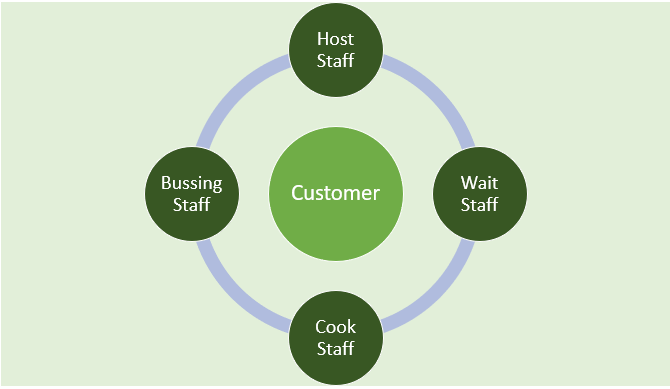 Host
Staff
Bussing
Staff
Customer
Wait
Staff
Cook
Staff